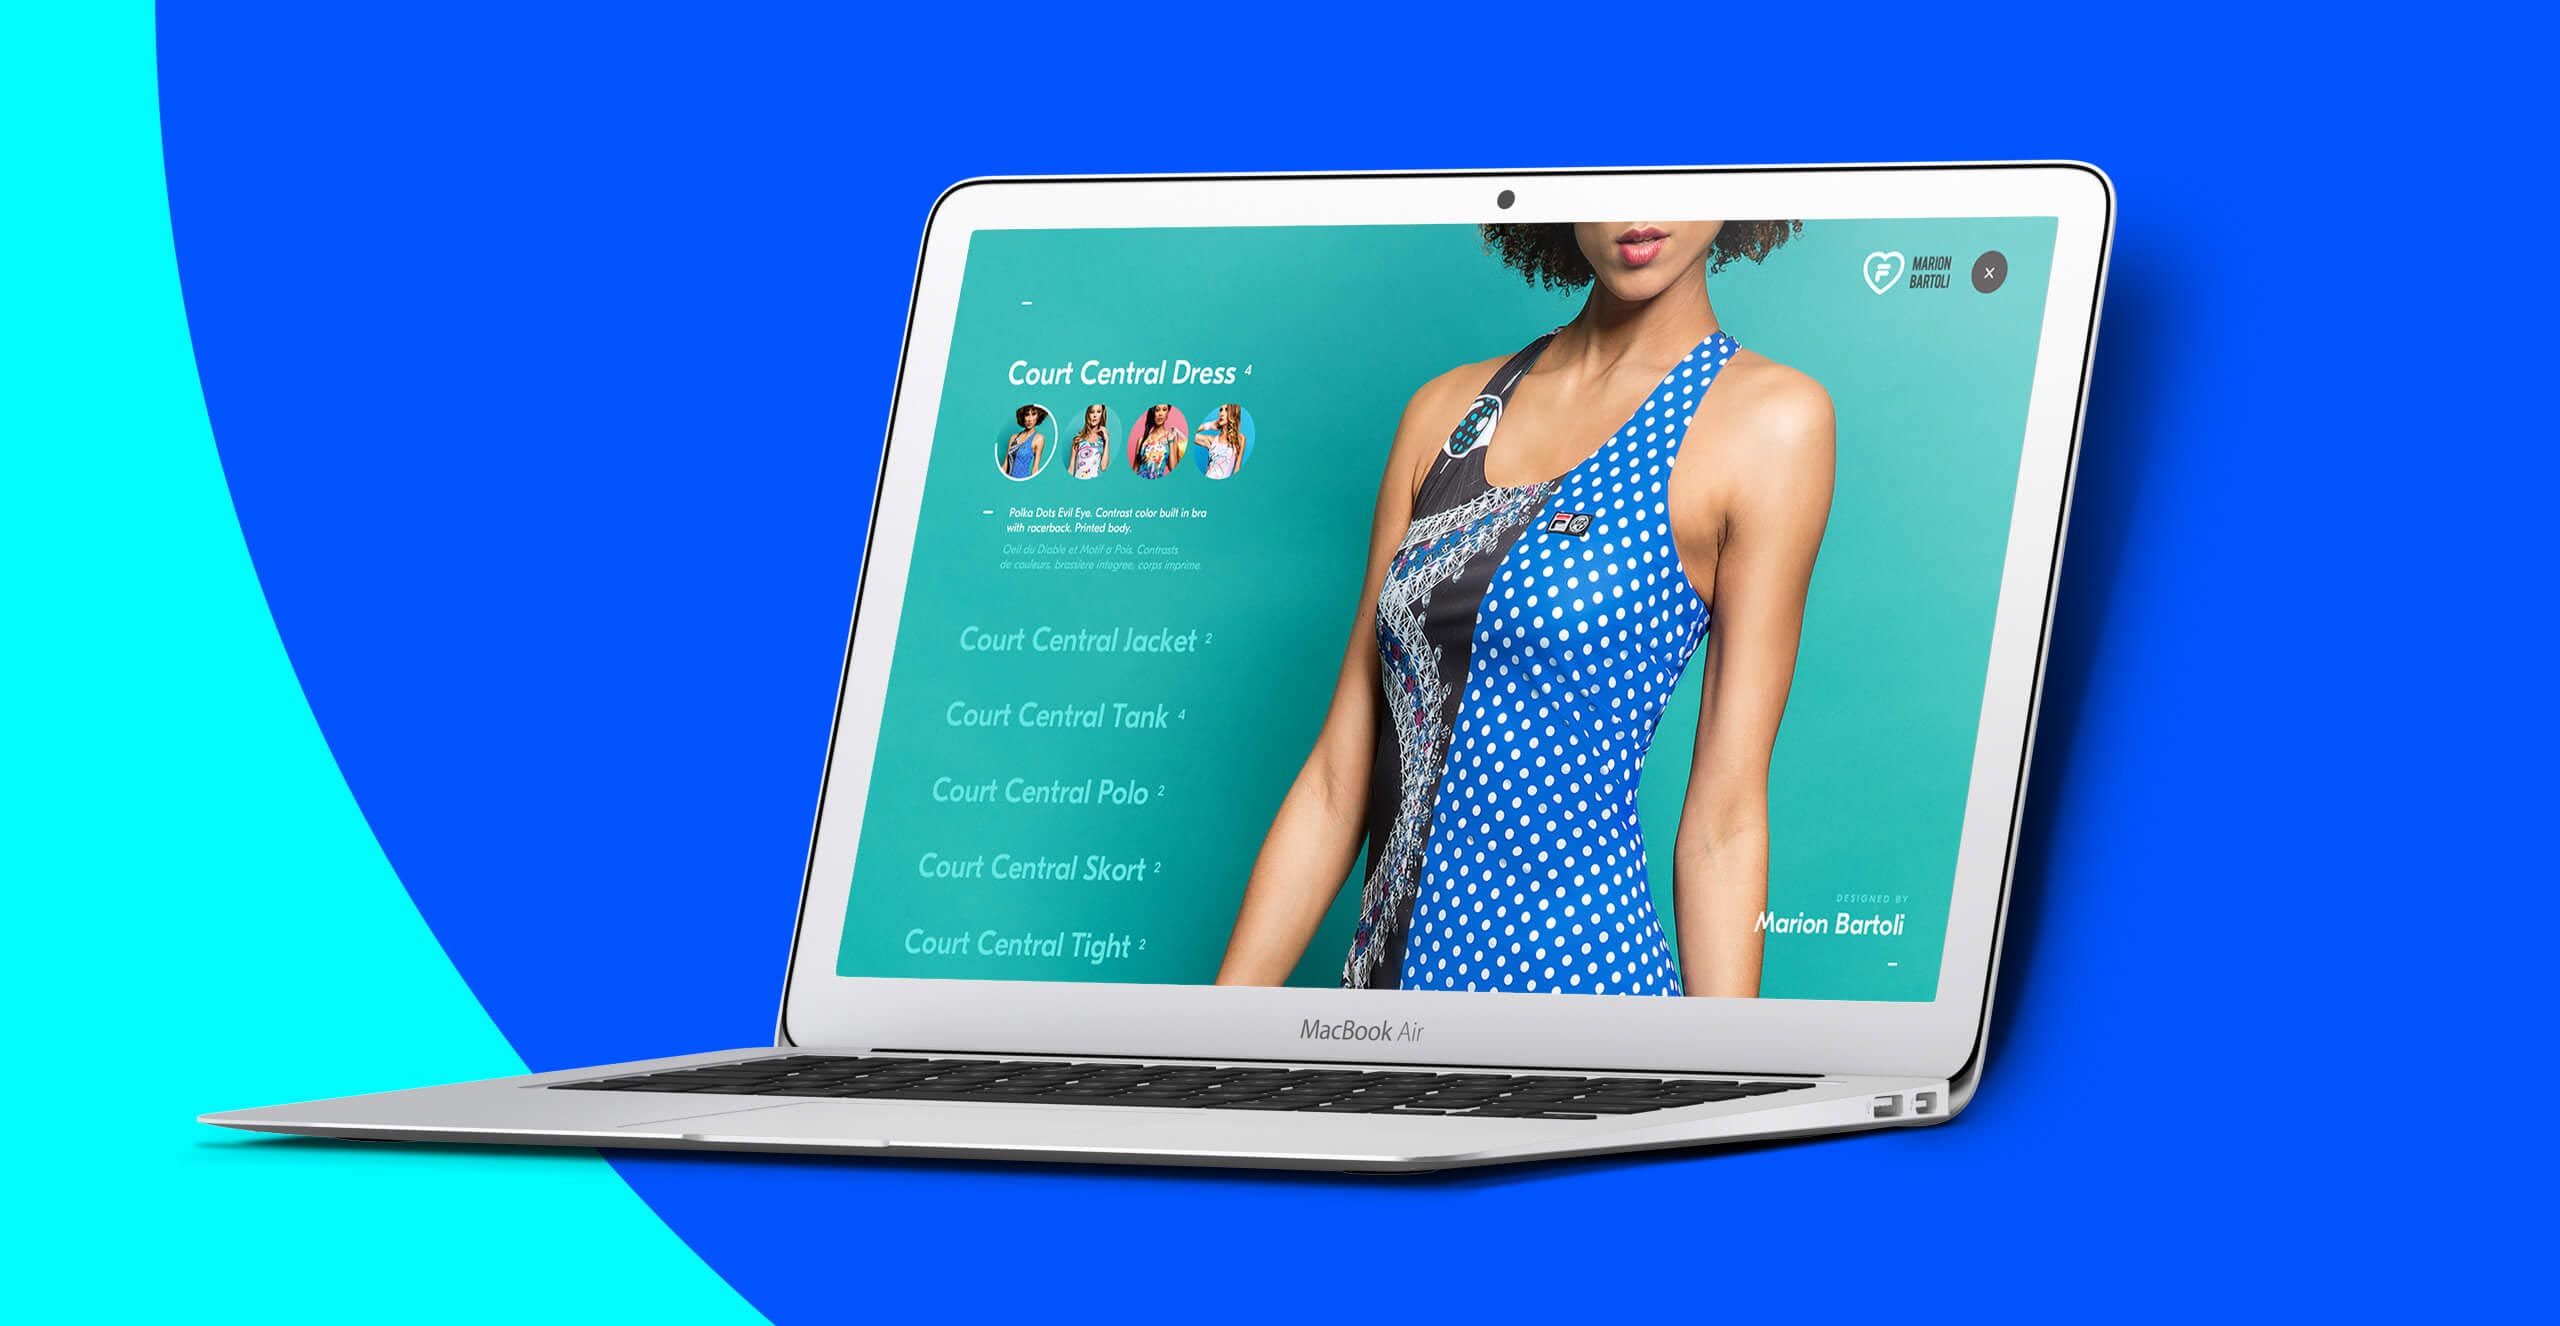 MARION
BARTOLI
x
Court Central Dress 4
Polka Dots Evil Eye. Contrast color built in bra
with racerback. Printed body.
Oeil du Diable et Motif a Pois. Contrasts
de couleurs, brassiere integree, corps imprime.
Court Central Jacket 2
Court Central Tank 4
Court Central Polo 2
Court Central Skort 2
Court Central Tight 2
DESIGNED BY
Marion Bartoli
MacBook Air